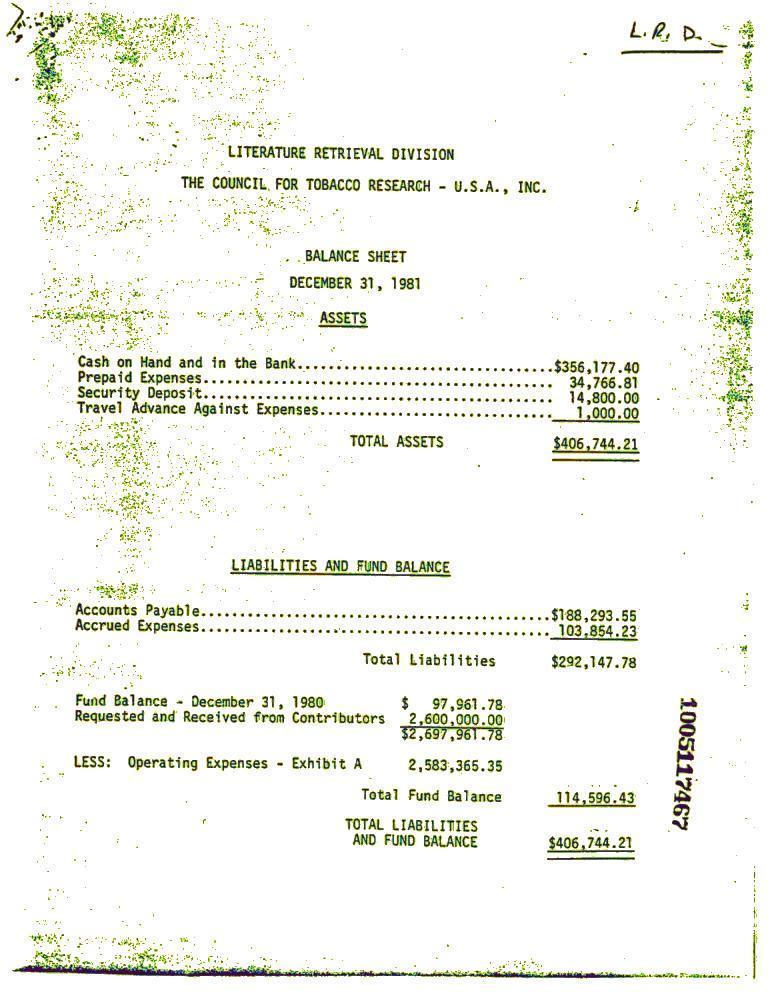 L.R.D.
LITERATURE RETRIEVAL DIVISION
THE COUNCIL FOR TOBACCO RESEARCH - U.S.A., INC.
BALANCE SHEET
DECEMBER 31, 1981
ASSETS
Cash on Hand and in the Bank................................$356,177.40
Prepaid Expenses............................................ 34,766.81
Security Deposit............................................ 14,800.00
Travel Advance Against Expenses............................. 1,000.00
TOTAL ASSETS $406,744.21
LIABILITIES AND FUND BALANCE
Accounts Payable............................................$188,293.55
Accrued Expenses............................................ 103,854.23
Total Liabilities $292,147.78
Fund Balance - December 31, 1980 $ 97,961.78
Requested and Received from Contributors 2,600,000.00
$2,697,961.78
LESS: Operating Expenses - Exhibit A 2,583,365.35
Total Fund Balance 114,596.43
TOTAL LIABILITIES
AND FUND BALANCE $406,744.21
1005117467